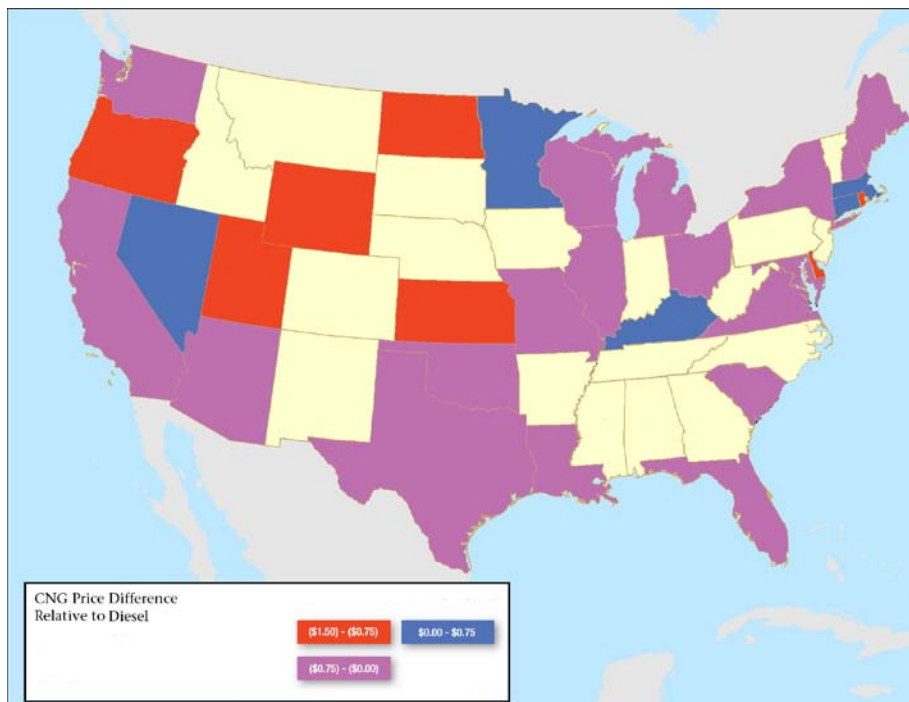 CNG Price Difference
Relative to Diesel
($1.50) - ($0.75)
$0.00 - $0.75
($0.75) - ($0.00)